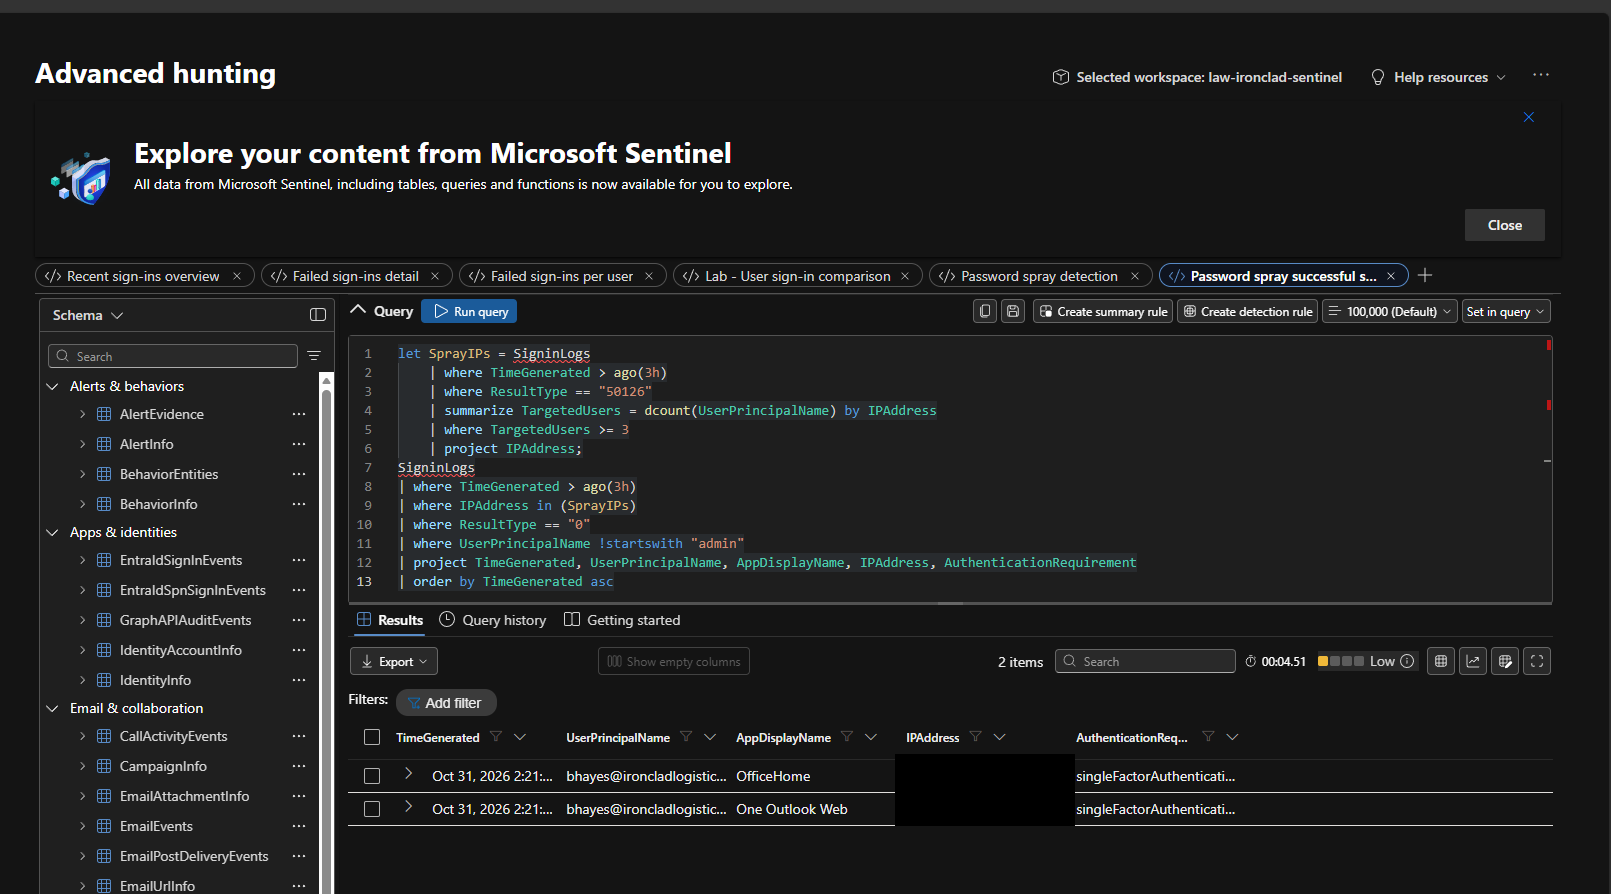 Advanced hunting
Selected workspace: law-ironclad-sentinel
Help resources
Explore your content from Microsoft Sentinel
All data from Microsoft Sentinel, including tables, queries and functions is now available for you to explore.
Close
Recent sign-ins overview
Failed sign-ins detail
Failed sign-ins per user
Lab - User sign-in comparison
Password spray detection
Password spray successful s...
Schema
Search
Alerts & behaviors
AlertEvidence
AlertInfo
BehaviorEntities
BehaviorInfo
Apps & identities
EntraIdSignInEvents
EntraIdSpnSignInEvents
GraphAPIAuditEvents
IdentityAccountInfo
IdentityInfo
Email & collaboration
CallActivityEvents
CampaignInfo
EmailAttachmentInfo
EmailEvents
EmailPostDeliveryEvents
EmailUrlInfo
Query
Run query
Create summary rule
Create detection rule
100,000 (Default)
Set in query
1 let SprayIPs = SigninLogs
2 | where TimeGenerated > ago(3h)
3 | where ResultType == "50126"
4 | summarize TargetedUsers = dcount(UserPrincipalName) by IPAddress
5 | where TargetedUsers >= 3
6 | project IPAddress;
7 SigninLogs
8 | where TimeGenerated > ago(3h)
9 | where IPAddress in (SprayIPs)
10 | where ResultType == "0"
11 | where UserPrincipalName !startswith "admin"
12 | project TimeGenerated, UserPrincipalName, AppDisplayName, IPAddress, AuthenticationRequirement
13 | order by TimeGenerated asc
Results
Query history
Getting started
Export
Show empty columns
2 items
Search
00:04.51
Low
Filters:
Add filter
TimeGenerated UserPrincipalName AppDisplayName IPAddress AuthenticationReq...
Oct 31, 2026 2:21:... bhayes@ironcladlogistic... OfficeHome singleFactorAuthenticati...
Oct 31, 2026 2:21:... bhayes@ironcladlogistic... One Outlook Web singleFactorAuthenticati...